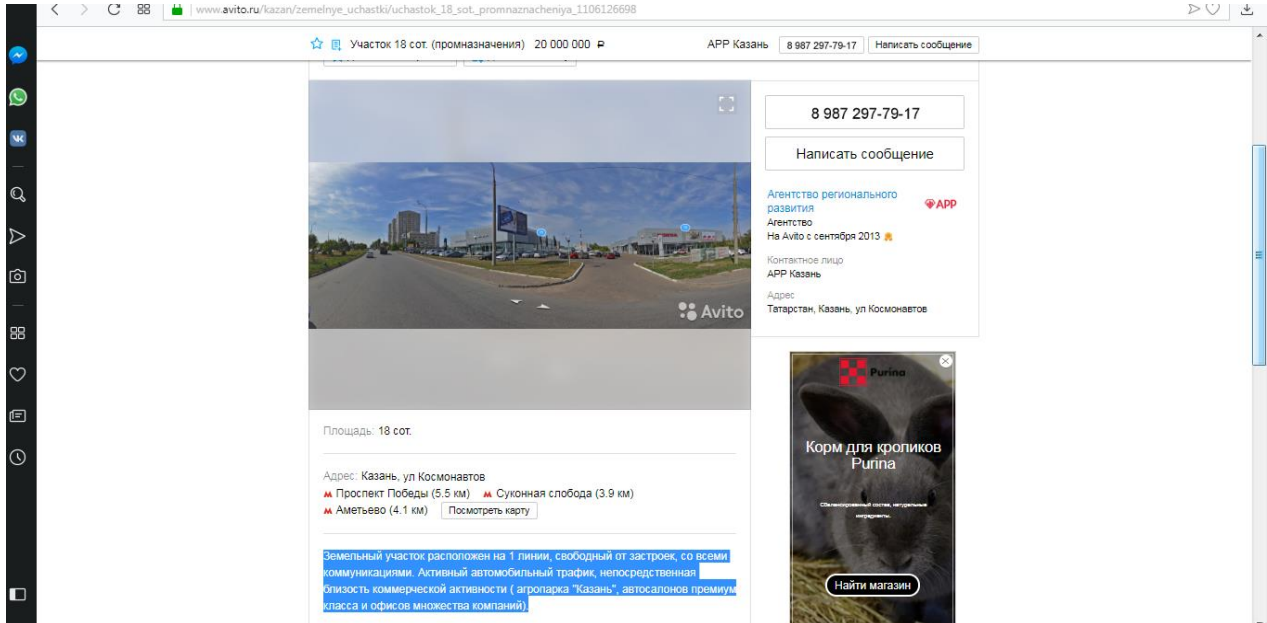 www.avito.ru/kazan/zemelnye_uchastki/uchastok_18_sot._promnaznacheniya_1106126698
Участок 18 сот. (промназначения) 20 000 000 ₽ АРР Казань 8 987 297-79-17 Написать сообщение
8 987 297-79-17
Написать сообщение
Агентство регионального
развития
АРР
Агентство
На Avito с сентября 2013
Контактное лицо
АРР Казань
Адрес
Татарстан, Казань, ул Космонавтов
Avito
Площадь: 18 сот.
Адрес: Казань, ул Космонавтов
Проспект Победы (5.5 км) Суконная слобода (3.9 км)
Аметьево (4.1 км) Посмотреть карту
Земельный участок расположен на 1 линии, свободный от застроек, со всеми
коммуникациями. Активный автомобильный трафик, непосредственная
близость коммерческой активности ( агропарка "Казань", автосалонов премиум
класса и офисов множества компаний).
Purina
Корм для кроликов
Purina
Сбалансированный состав, натуральные
ингредиенты.
Найти магазин